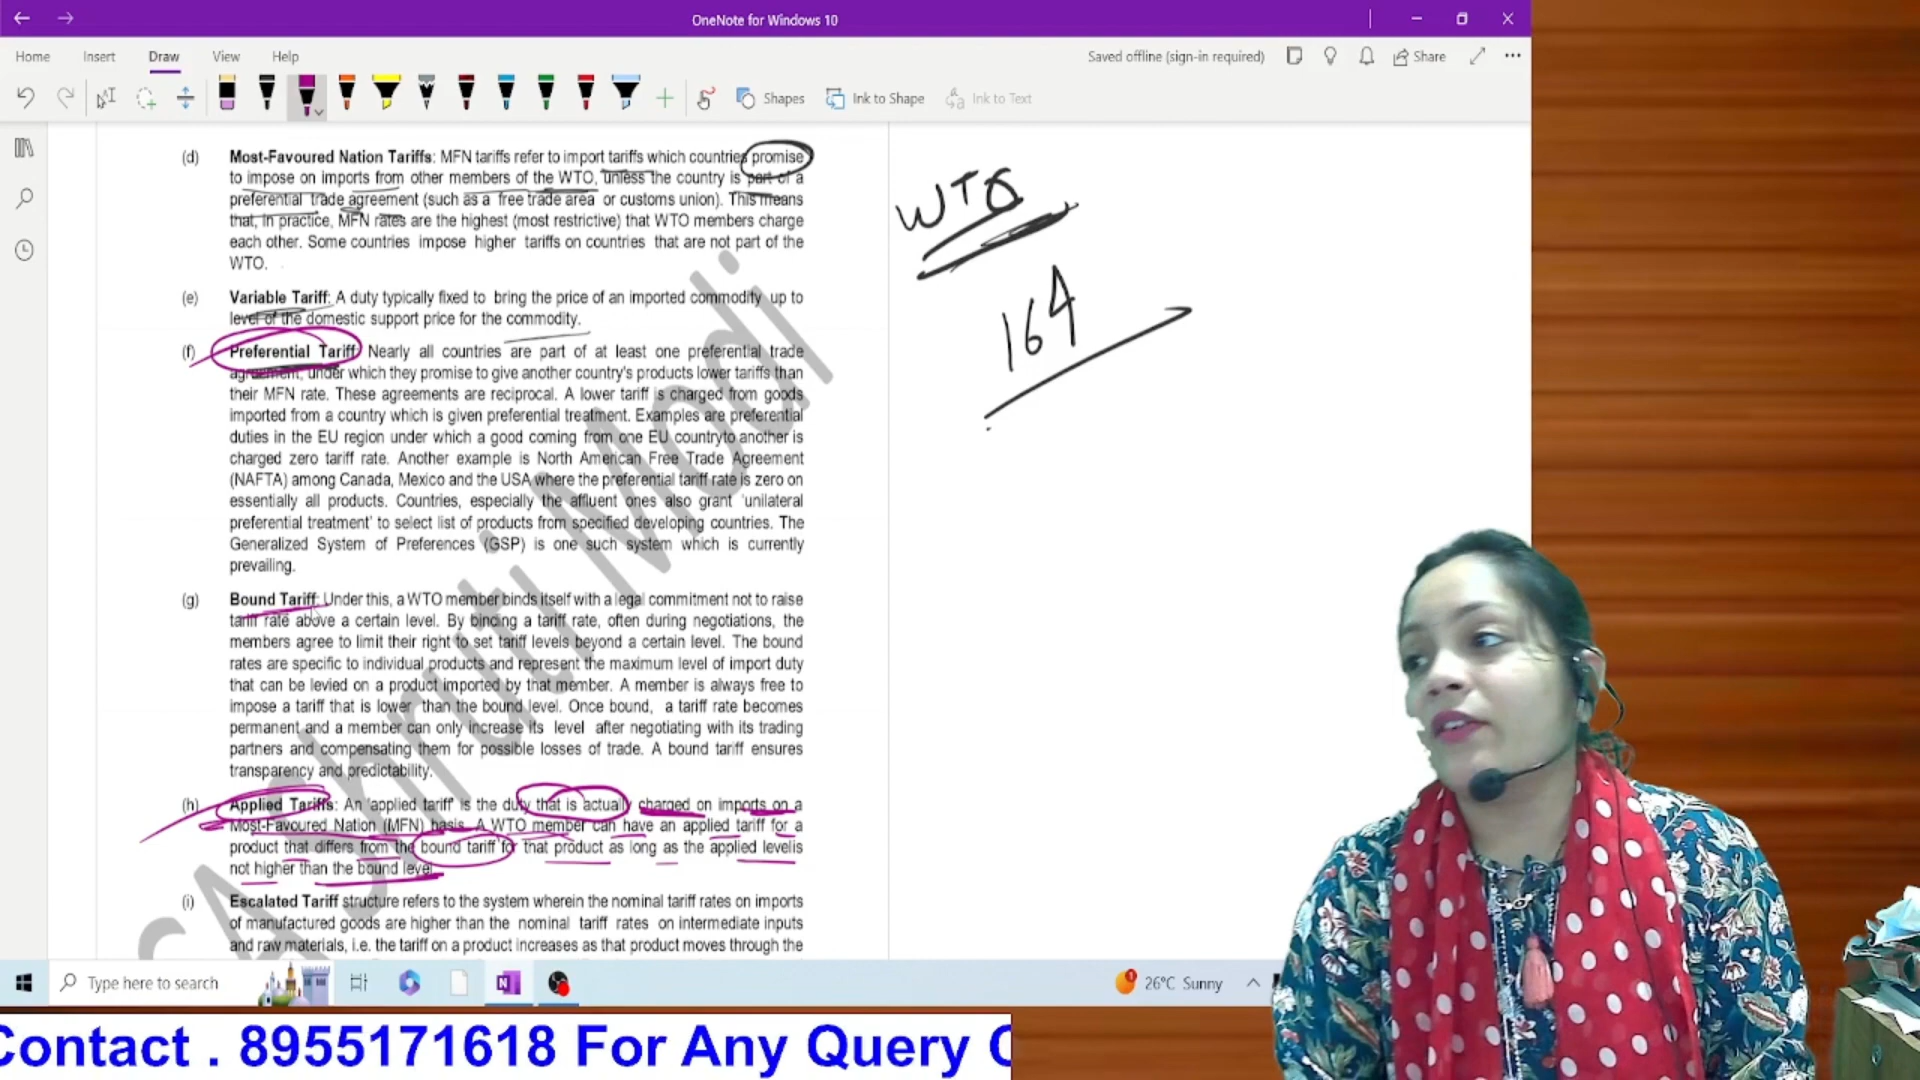 OneNote for Windows 10
Home Insert Draw View Help
Saved offline (sign-in required) Share
Shapes Ink to Shape Ink to Text
(d) Most-Favoured Nation Tariffs: MFN tariffs refer to import tariffs which countries promise
to impose on imports from other members of the WTO, unless the country is part of a
preferential trade agreement (such as a free trade area or customs union). This means
that, in practice, MFN rates are the highest (most restrictive) that WTO members charge
each other. Some countries impose higher tariffs on countries that are not part of the
WTO.
(e) Variable Tariff: A duty typically fixed to bring the price of an imported commodity up to
level of the domestic support price for the commodity.
(f) Preferential Tariff: Nearly all countries are part of at least one preferential trade
agreement, under which they promise to give another country's products lower tariffs than
their MFN rate. These agreements are reciprocal. A lower tariff is charged from goods
imported from a country which is given preferential treatment. Examples are preferential
duties in the EU region under which a good coming from one EU countryto another is
charged zero tariff rate. Another example is North American Free Trade Agreement
(NAFTA) among Canada, Mexico and the USA where the preferential tariff rate is zero on
essentially all products. Countries, especially the affluent ones also grant 'unilateral
preferential treatment' to select list of products from specified developing countries. The
Generalized System of Preferences (GSP) is one such system which is currently
prevailing.
(g) Bound Tariff: Under this, a WTO member binds itself with a legal commitment not to raise
tariff rate above a certain level. By binding a tariff rate, often during negotiations, the
members agree to limit their right to set tariff levels beyond a certain level. The bound
rates are specific to individual products and represent the maximum level of import duty
that can be levied on a product imported by that member. A member is always free to
impose a tariff that is lower than the bound level. Once bound, a tariff rate becomes
permanent and a member can only increase its level after negotiating with its trading
partners and compensating them for possible losses of trade. A bound tariff ensures
transparency and predictability.
(h) Applied Tariffs: An 'applied tariff' is the duty that is actually charged on imports on a
Most-Favoured Nation (MFN) basis. A WTO member can have an applied tariff for a
product that differs from the bound tariff for that product as long as the applied levelis
not higher than the bound level.
(i) Escalated Tariff structure refers to the system wherein the nominal tariff rates on imports
of manufactured goods are higher than the nominal tariff rates on intermediate inputs
and raw materials, i.e. the tariff on a product increases as that product moves through the
CA Shruti Modi
WTO
164
Type here to search
26°C Sunny
Contact . 8955171618 For Any Query C